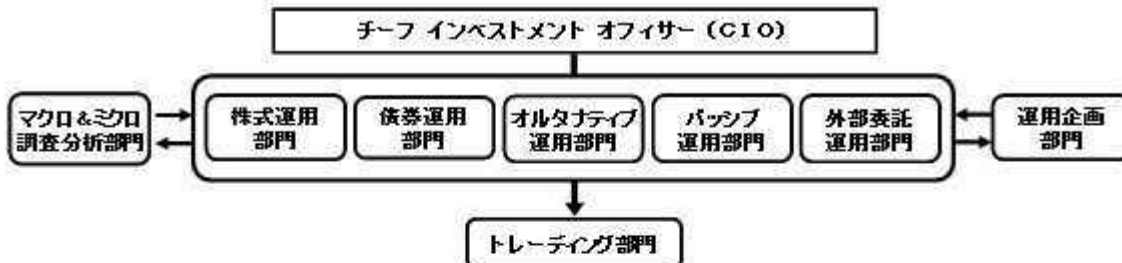 チーフ インベストメント オフィサー (CIO)
マクロ&ミクロ
調査分析部門
株式運用
部門
債券運用
部門
オルタナティブ
運用部門
パッシブ
運用部門
外部委託
運用部門
運用企画
部門
トレーディング部門